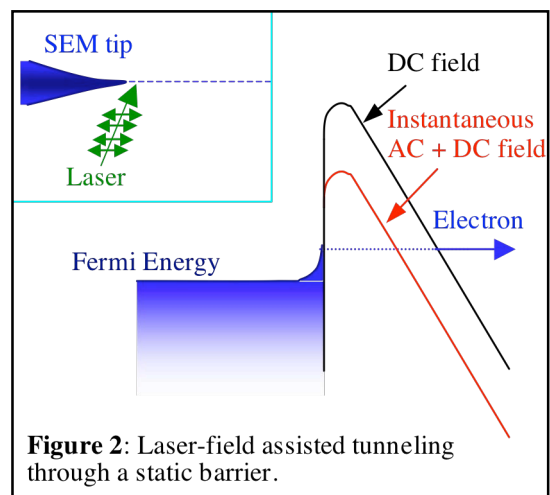 SEM tip
Laser
DC field
Instantaneous
AC + DC field
Electron
Fermi Energy
Figure 2: Laser-field assisted tunneling
through a static barrier.